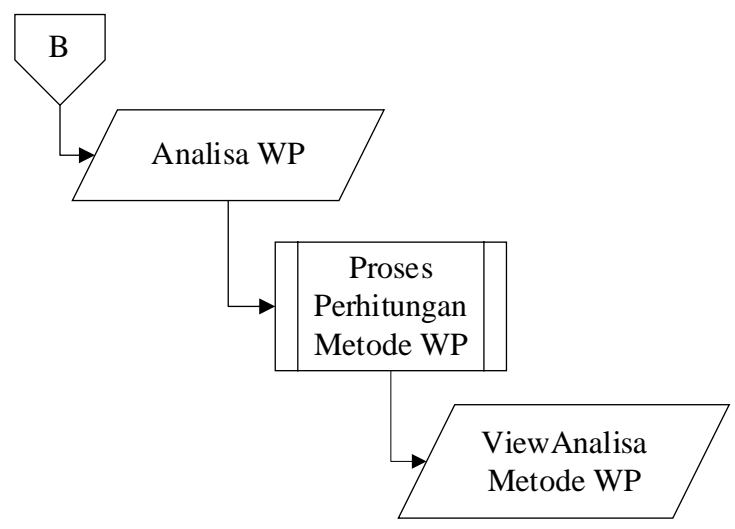 B
Analisa WP
Proses
Perhitungan
Metode WP
ViewAnalisa
Metode WP